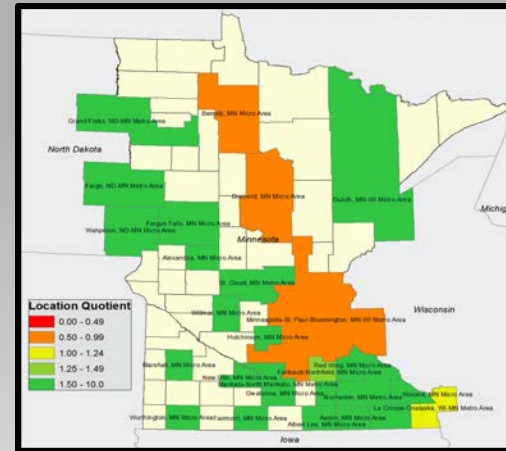 Bemidji, MN Micro Area
Grand Forks, ND-MN Metro Area
North Dakota
Fargo, ND-MN Metro Area
Brainerd, MN Micro Area
Duluth, MN-WI Metro Area
Michig
Fergus Falls, MN Micro Area
Wahpeton, ND-MN Micro Area
Minnesota
Alexandria, MN Micro Area
St. Cloud, MN Metro Area
Location Quotient
0.00 - 0.49
0.50 - 0.99
1.00 - 1.24
1.25 - 1.49
1.50 - 10.0
Willmar, MN Micro Area
Minneapolis-St. Paul Bloomington, MN-WI Metro Area
Wisconsin
Hutchinson, MN Micro Area
Red Wing, MN Micro Area
Marshall, MN Micro Area
Faribault-Northfield, MN Micro Area
New Ulm, MN Micro Area
Mankato-North Mankato, MN Metro Area
Winona, MN Micro Area
Owatonna, MN Micro Area
Rochester, MN Metro Area
La Crosse-Onalaska, WI-MN Metro Area
Worthington, MN Micro Area
Fairmont, MN Micro Area
Austin, MN Micro Area
Albert Lea, MN Micro Area
Iowa